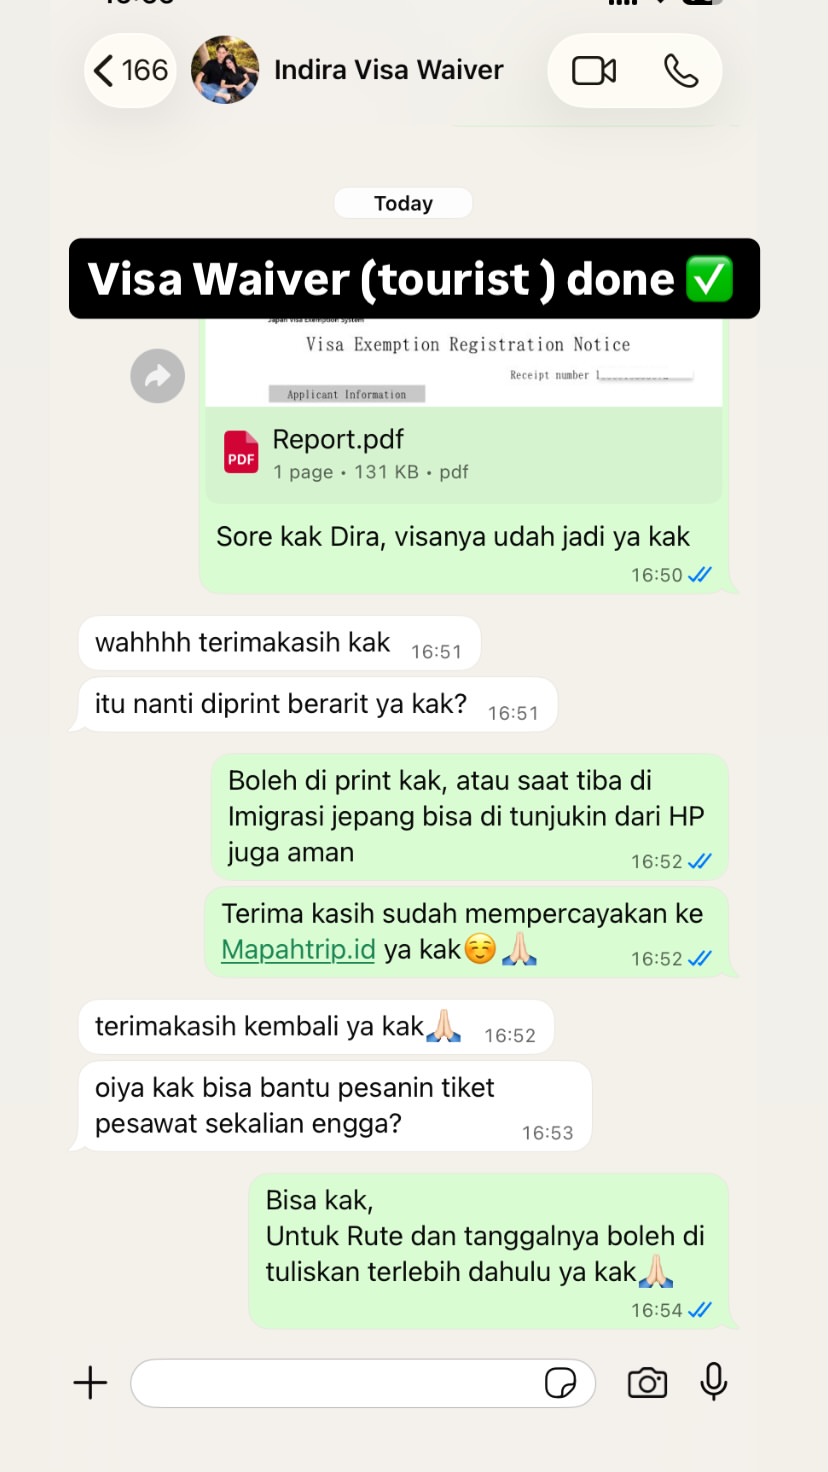 166
Indira Visa Waiver
Today
Visa Waiver (tourist ) done ✅
Japan Visa Exemption System
Visa Exemption Registration Notice
Receipt number
Applicant Information
PDF
Report.pdf
1 page • 131 KB • pdf
Sore kak Dira, visanya udah jadi ya kak
16:50
wahhhh terimakasih kak
16:51
itu nanti diprint berarit ya kak?
16:51
Boleh di print kak, atau saat tiba di
Imigrasi jepang bisa di tunjukin dari HP
juga aman
16:52
Terima kasih sudah mempercayakan ke
Mapahtrip.id ya kak☺️🙏🏻
16:52
terimakasih kembali ya kak🙏🏻
16:52
oiya kak bisa bantu pesanin tiket
pesawat sekalian engga?
16:53
Bisa kak,
Untuk Rute dan tanggalnya boleh di
tuliskan terlebih dahulu ya kak🙏🏻
16:54